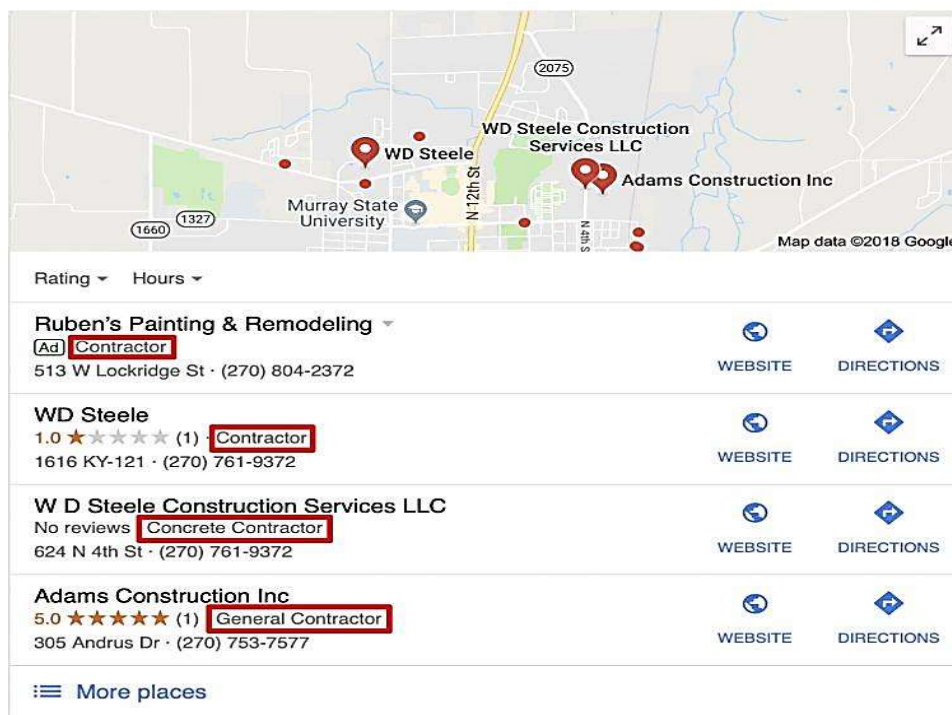 2075
WD Steele Construction
Services LLC
WD Steele
Adams Construction Inc
N 12th St
Murray State
University
1327
1660
N 4th St
Map data ©2018 Google
Rating Hours
Ruben's Painting & Remodeling
Ad Contractor
513 W Lockridge St · (270) 804-2372
WEBSITE DIRECTIONS
WD Steele
1.0 ★★★★★ (1) · Contractor
1616 KY-121 · (270) 761-9372
WEBSITE DIRECTIONS
W D Steele Construction Services LLC
No reviews Concrete Contractor
624 N 4th St · (270) 761-9372
WEBSITE DIRECTIONS
Adams Construction Inc
5.0 ★★★★★ (1) General Contractor
305 Andrus Dr · (270) 753-7577
WEBSITE DIRECTIONS
More places